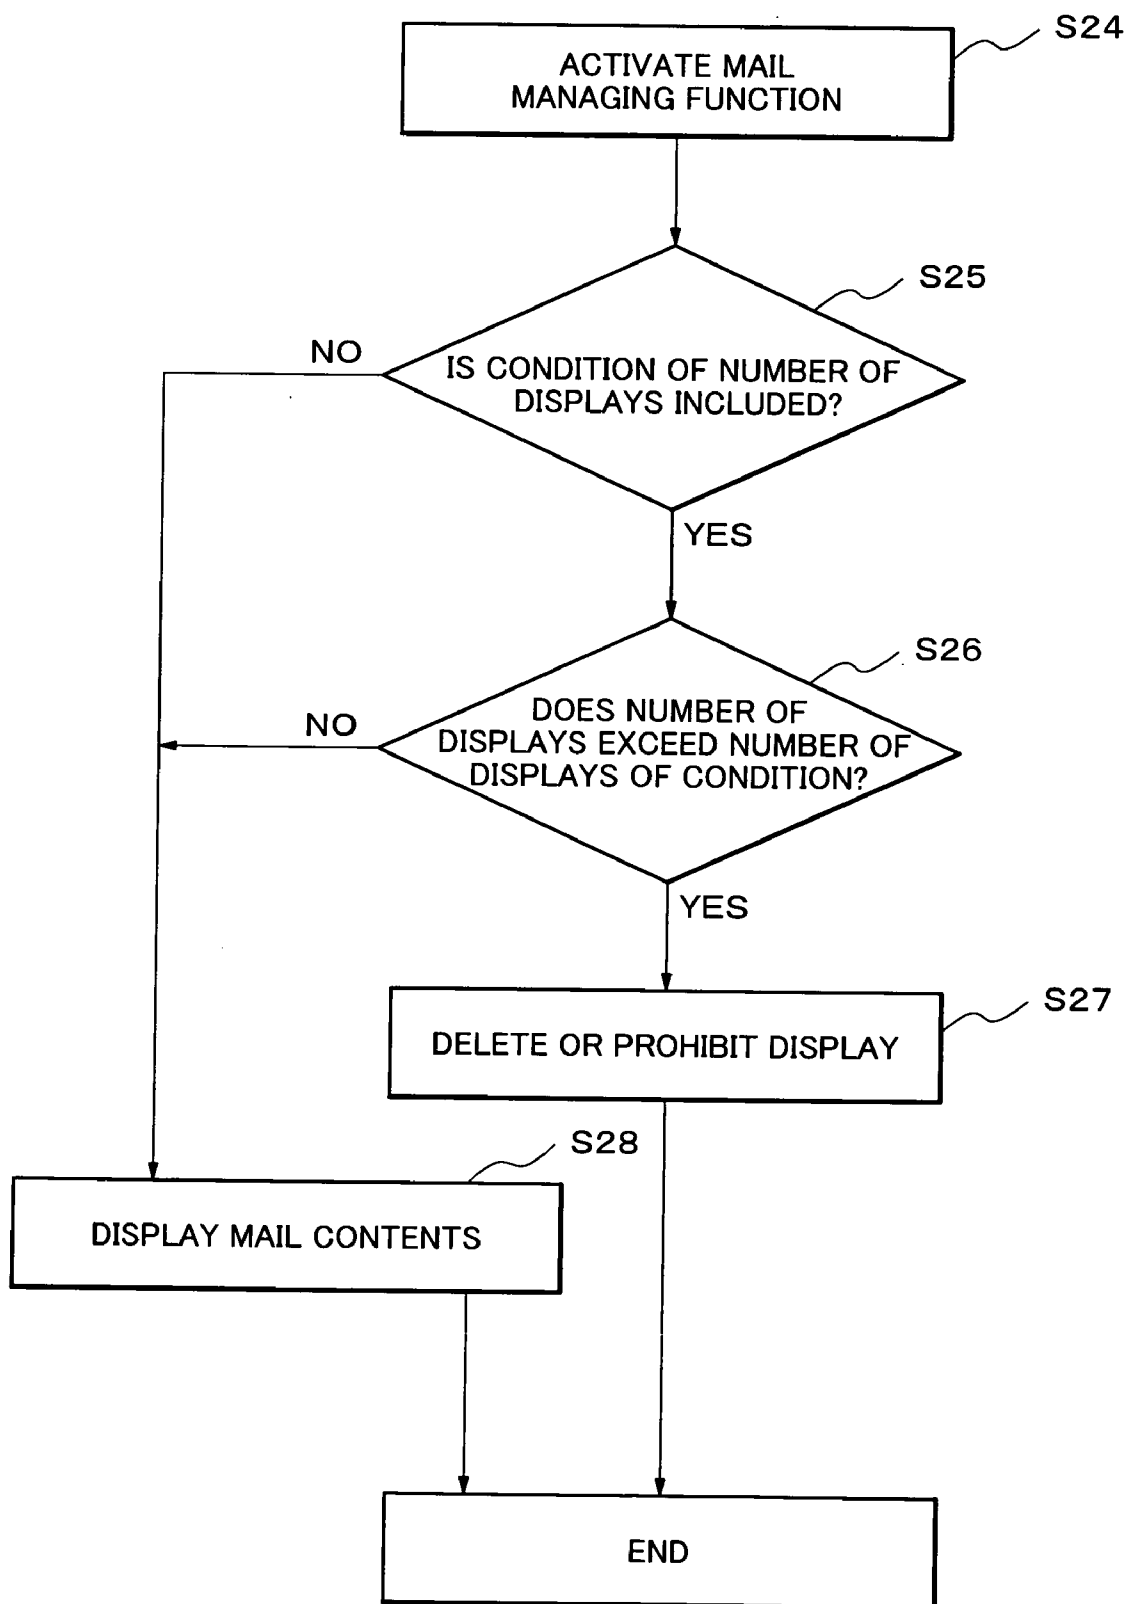 S24
ACTIVATE MAIL
MANAGING FUNCTION
S25
NO
IS CONDITION OF NUMBER OF
DISPLAYS INCLUDED?
YES
S26
NO
DOES NUMBER OF
DISPLAYS EXCEED NUMBER OF
DISPLAYS OF CONDITION?
YES
S27
DELETE OR PROHIBIT DISPLAY
S28
DISPLAY MAIL CONTENTS
END